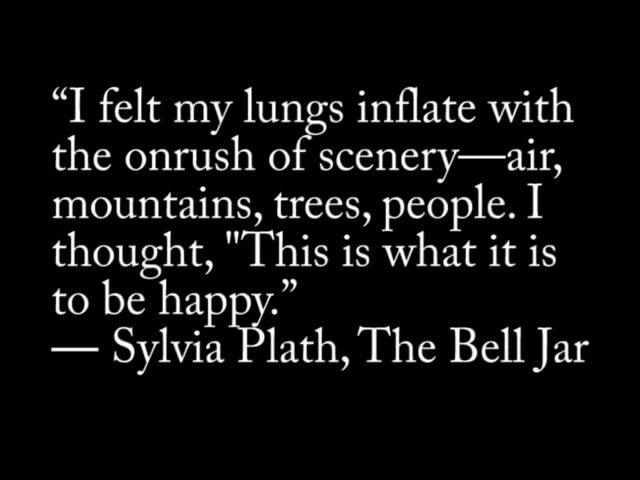 “I felt my lungs inflate with
the onrush of scenery—air,
mountains, trees, people. I
thought, "This is what it is
to be happy.”
— Sylvia Plath, The Bell Jar